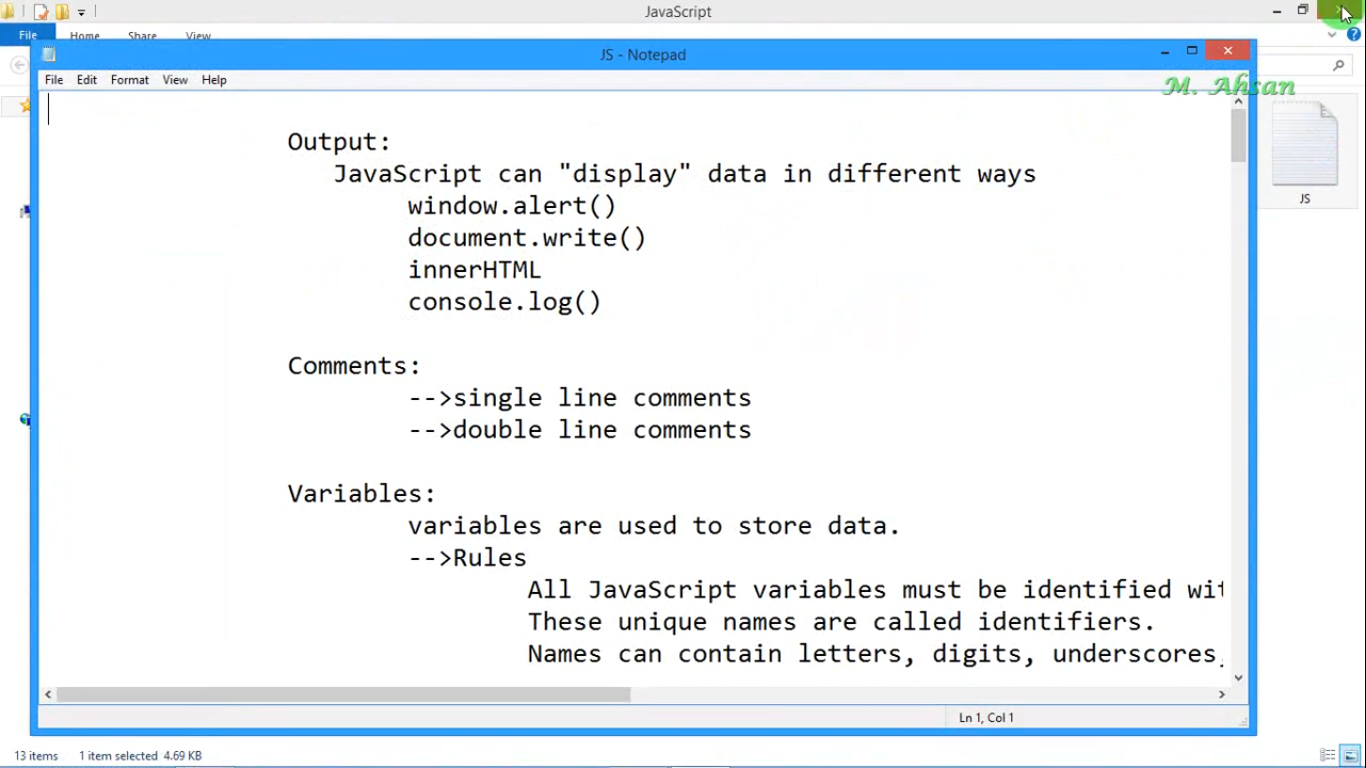 JavaScript
File Home Share View
JS - Notepad
File Edit Format View Help
M. Ahsan
Output:
JavaScript can "display" data in different ways
window.alert()
document.write()
innerHTML
console.log()
Comments:
-->single line comments
-->double line comments
Variables:
variables are used to store data.
-->Rules
All JavaScript variables must be identified wit
These unique names are called identifiers.
Names can contain letters, digits, underscores,
JS
Ln 1, Col 1
13 items 1 item selected 4.69 KB